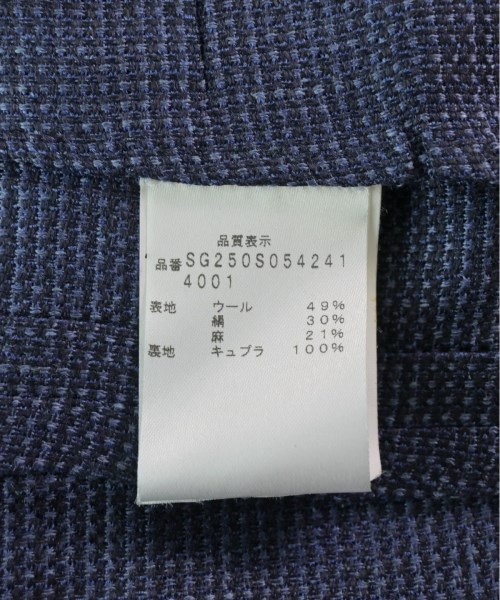 品質表示
品番 SG250S054241
4001
表地 ウール 49%
絹 30%
麻 21%
裏地 キュプラ 100%